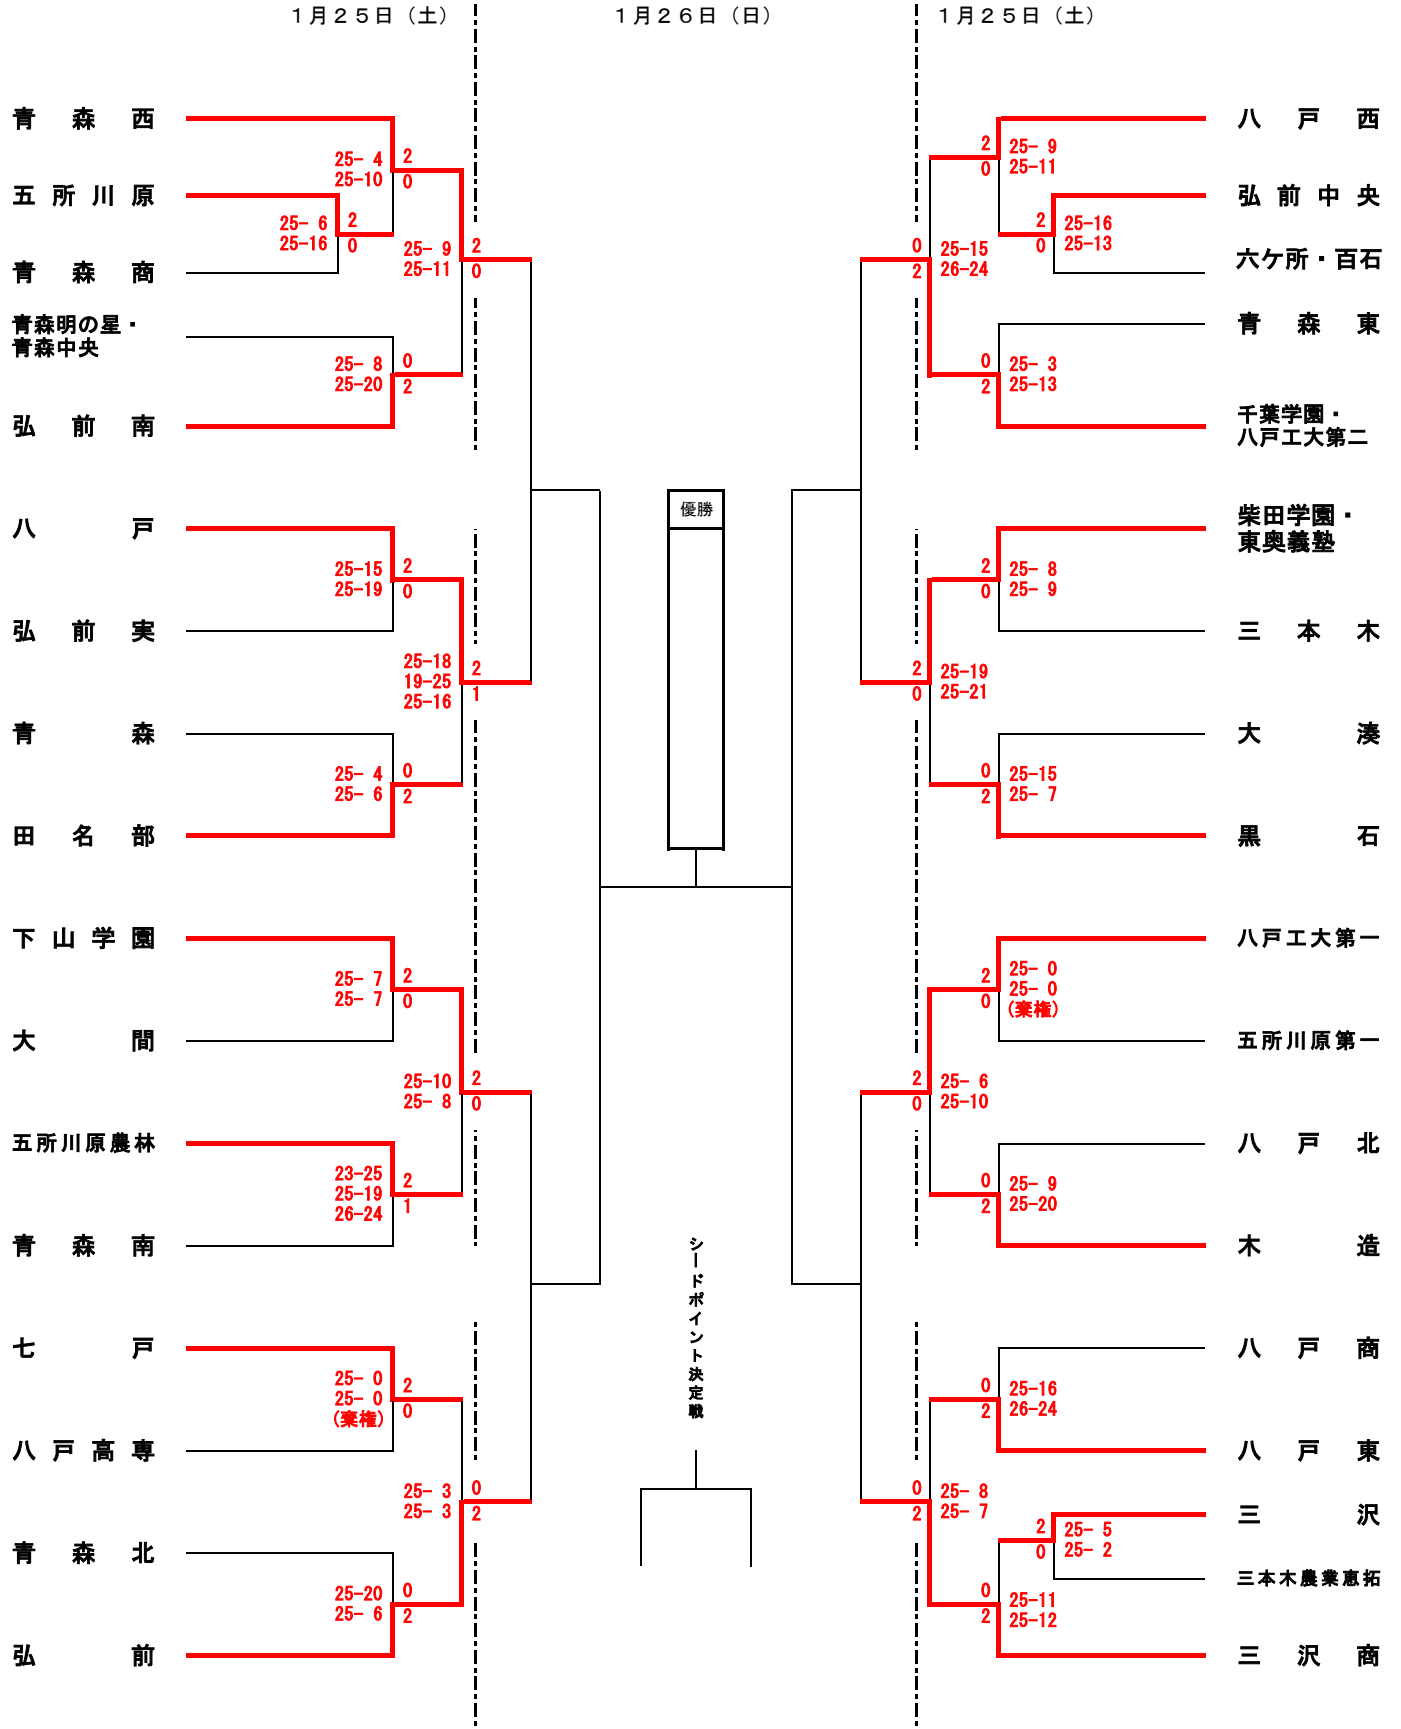 １月２５日（土）
１月２６日（日）
１月２５日（土）
青森西
25- 4
25-10
2
0
五所川原
25- 6
25-16
2
0
青森商
25- 9
25-11
2
0
青森明の星・
青森中央
25- 8
25-20
0
2
弘前南
八戸
25-15
25-19
2
0
弘前実
25-18
19-25
25-16
2
1
青森
25- 4
25- 6
0
2
田名部
下山学園
25- 7
25- 7
2
0
大間
25-10
25- 8
2
0
五所川原農林
23-25
25-19
26-24
2
1
青森南
七戸
25- 0
25- 0
(棄権)
2
0
八戸高専
25- 3
25- 3
0
2
青森北
25-20
25- 6
0
2
弘前
優勝
シードポイント決定戦
八戸西
2
0
25- 9
25-11
弘前中央
2
0
25-16
25-13
六ケ所・百石
0
2
25-15
26-24
青森東
0
2
25- 3
25-13
千葉学園・
八戸工大第二
柴田学園・
東奥義塾
2
0
25- 8
25- 9
三本木
2
0
25-19
25-21
大湊
0
2
25-15
25- 7
黒石
八戸工大第一
2
0
25- 0
25- 0
(棄権)
五所川原第一
2
0
25- 6
25-10
八戸北
0
2
25- 9
25-20
木造
八戸商
0
2
25-16
26-24
八戸東
0
2
25- 8
25- 7
三沢
2
0
25- 5
25- 2
三本木農業恵拓
0
2
25-11
25-12
三沢商